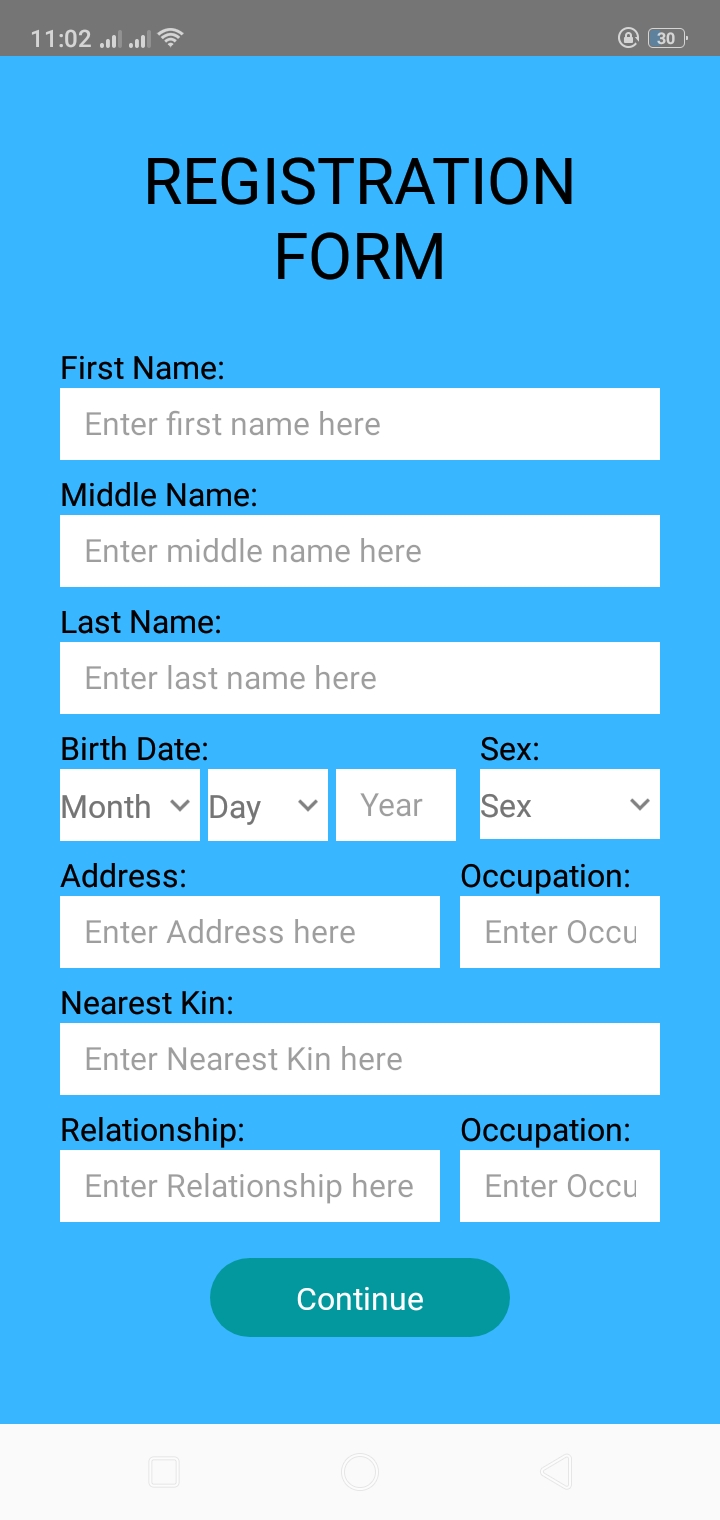 11:02 30
REGISTRATION
FORM
First Name:
Enter first name here
Middle Name:
Enter middle name here
Last Name:
Enter last name here
Birth Date: Sex:
Month Day Year Sex
Address: Occupation:
Enter Address here Enter Occu
Nearest Kin:
Enter Nearest Kin here
Relationship: Occupation:
Enter Relationship here Enter Occu
Continue